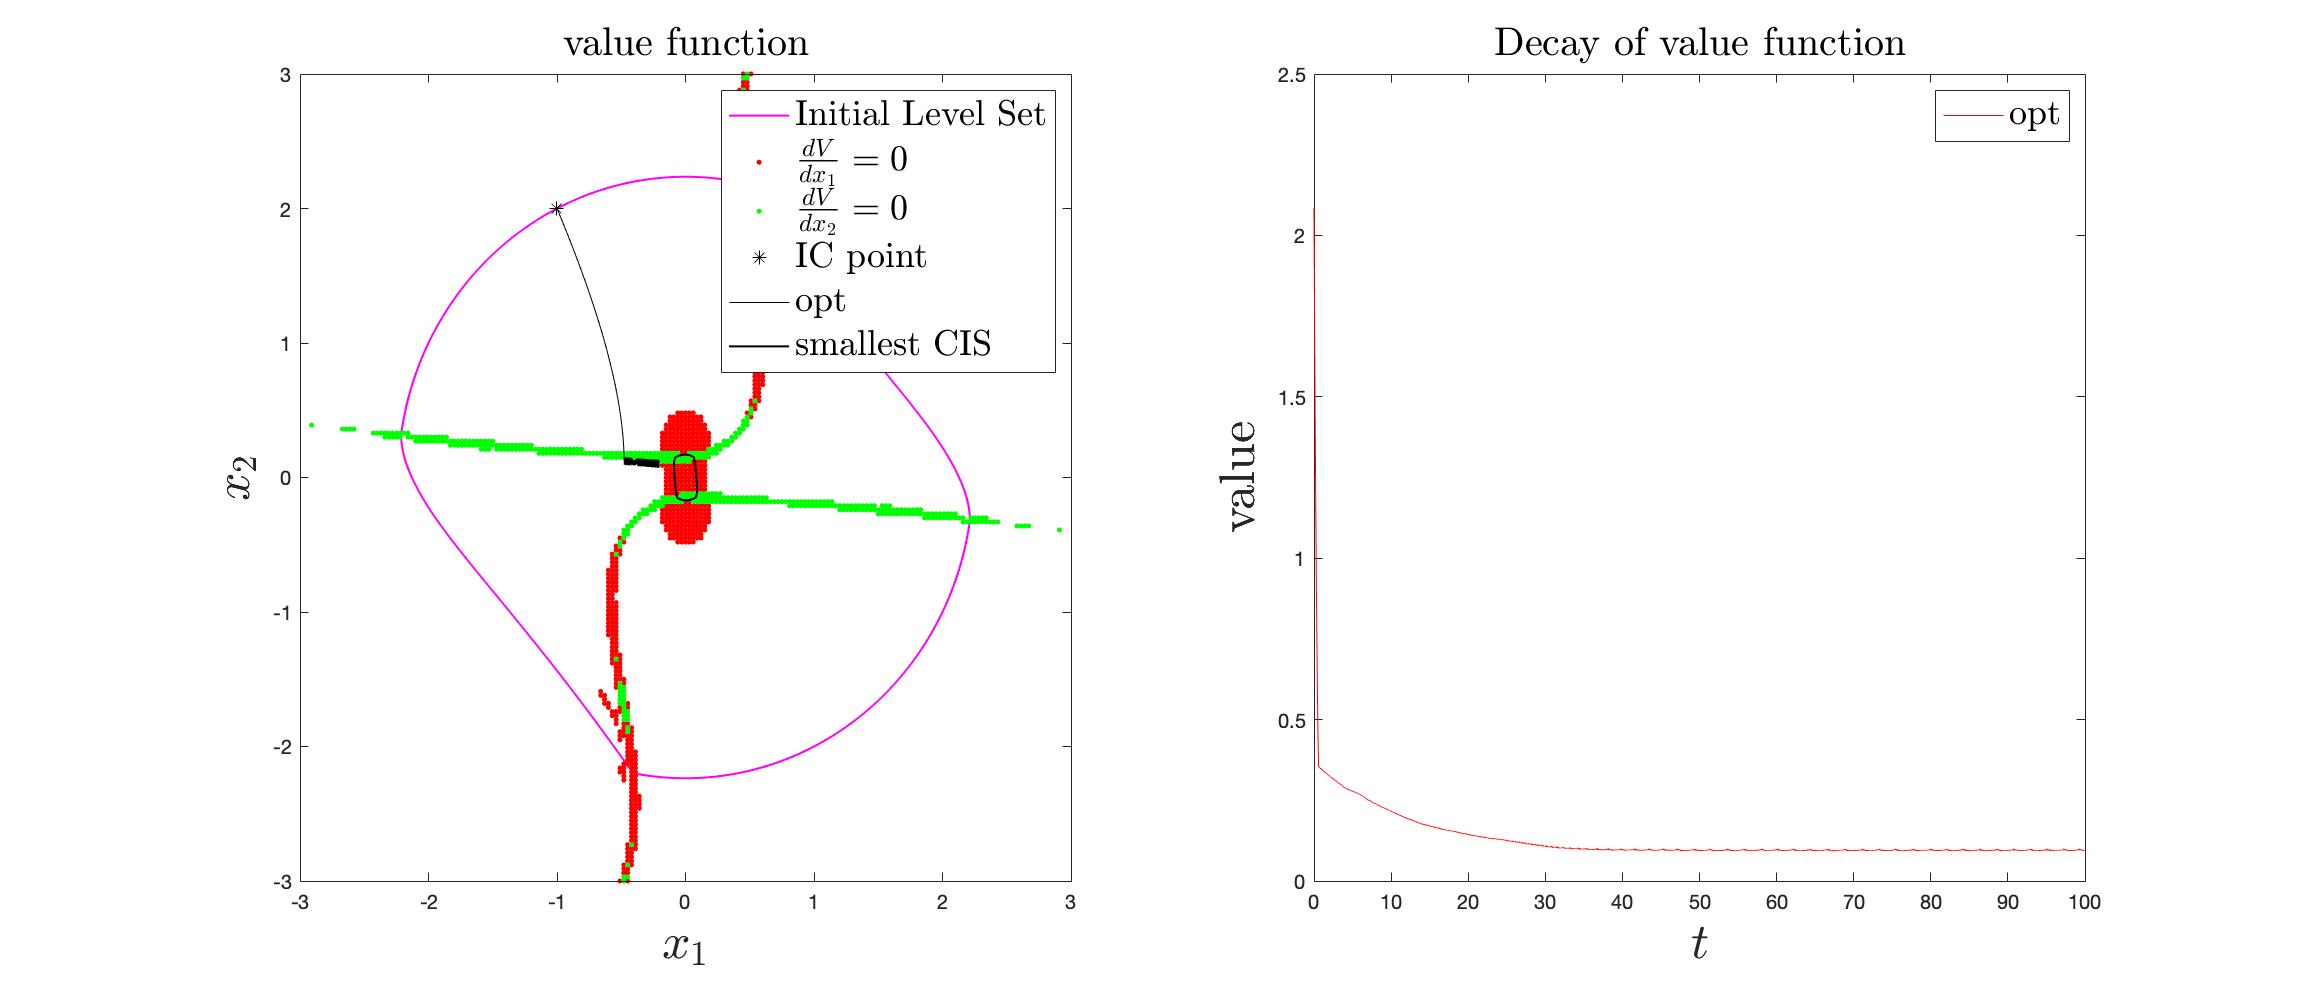 value function
3
2
1
0
-1
-2
-3
-3 -2 -1 0 1 2 3
x₂
x₁
Initial Level Set
dV/dx₁ = 0
dV/dx₂ = 0
IC point
opt
smallest CIS
Decay of value function
2.5
2
1.5
1
0.5
0
0 10 20 30 40 50 60 70 80 90 100
value
t
opt